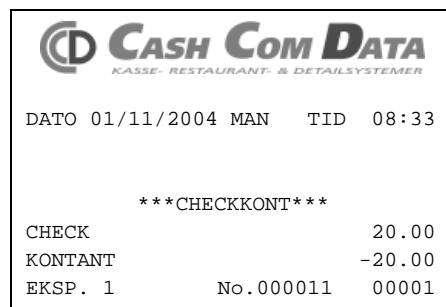 CD CASH COM DATA
KASSE- RESTAURANT- & DETAILSYSTEMER
DATO 01/11/2004 MAN TID 08:33
***CHECKKONT***
CHECK 20.00
KONTANT -20.00
EKSP. 1 No.000011 00001